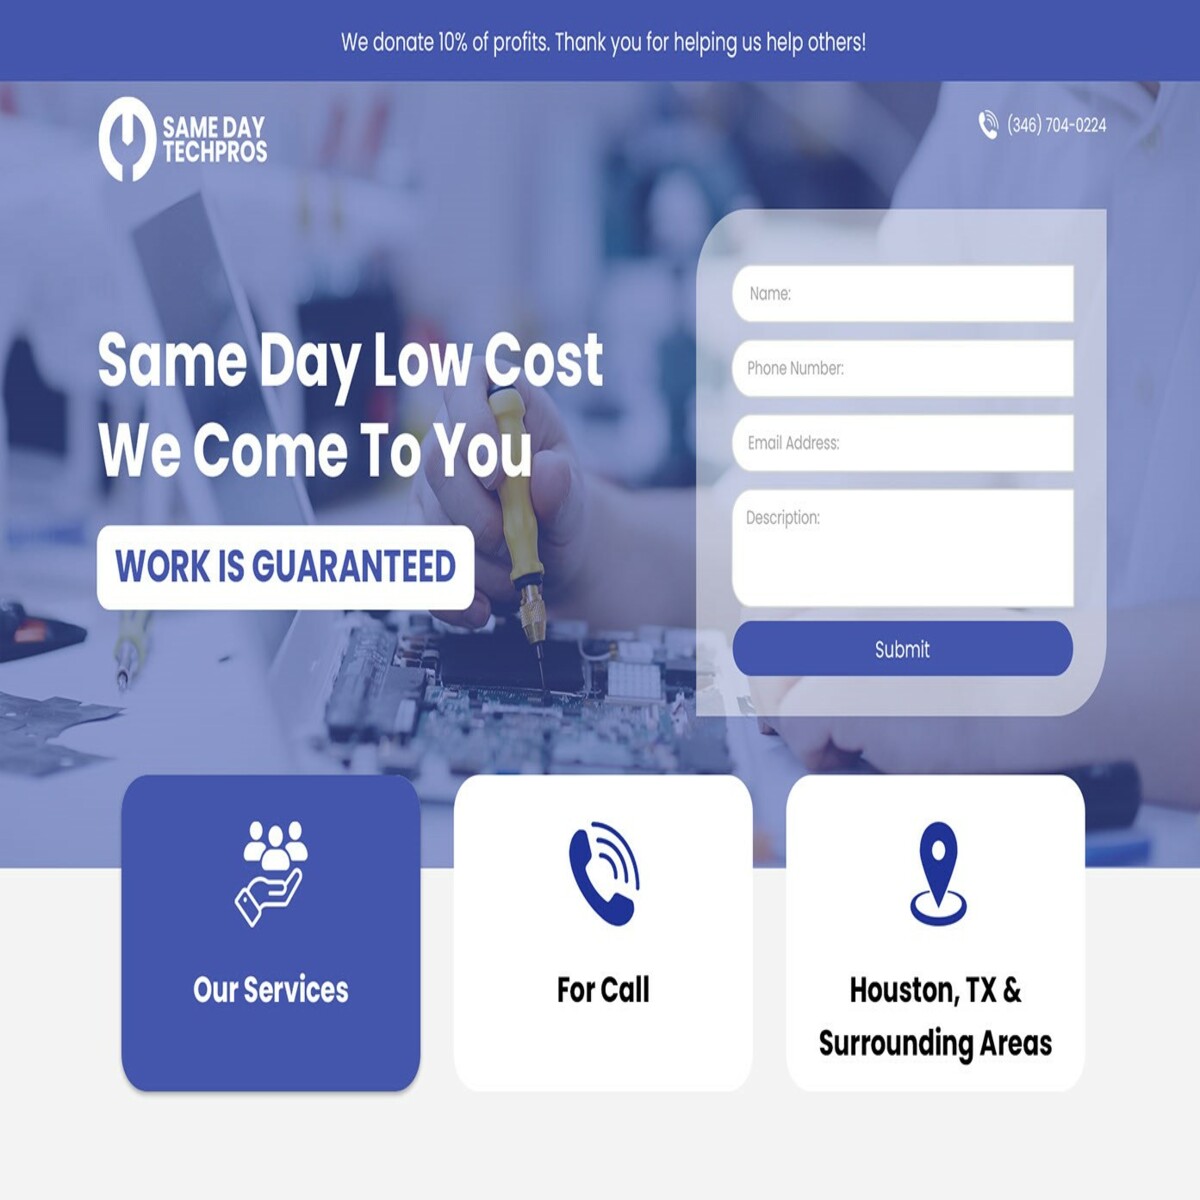 We donate 10% of profits. Thank you for helping us help others!
SAME DAY
TECHPROS
(346) 704-0224
Same Day Low Cost
We Come To You
WORK IS GUARANTEED
Name:
Phone Number:
Email Address:
Description:
Submit
Our Services
For Call
Houston, TX &
Surrounding Areas